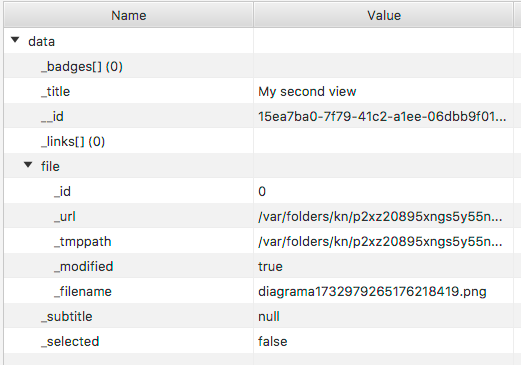 Name Value
data
_badges[] (0)
_title My second view
__id 15ea7ba0-7f79-41c2-a1ee-06dbb9f01...
_links[] (0)
file
_id 0
_url /var/folders/kn/p2xz20895xngs5y55n...
_tmppath /var/folders/kn/p2xz20895xngs5y55n...
_modified true
_filename diagrama1732979265176218419.png
_subtitle null
_selected false